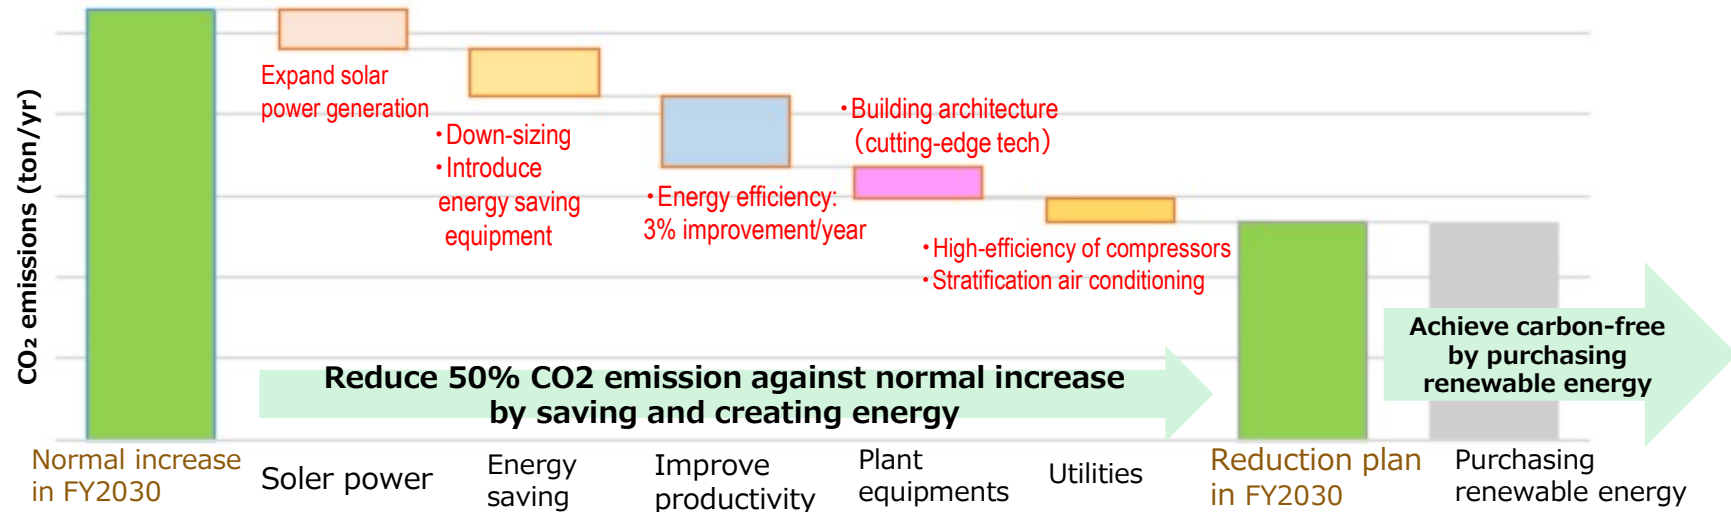 CO₂ emissions (ton/yr)
Expand solar
power generation
・Down-sizing
・Introduce
energy saving
equipment
・Energy efficiency:
3% improvement/year
・Building architecture
（cutting-edge tech）
・High-efficiency of compressors
・Stratification air conditioning
Reduce 50% CO2 emission against normal increase
by saving and creating energy
Achieve carbon-free
by purchasing
renewable energy
Normal increase
in FY2030
Soler power
Energy
saving
Improve
productivity
Plant
equipments
Utilities
Reduction plan
in FY2030
Purchasing
renewable energy